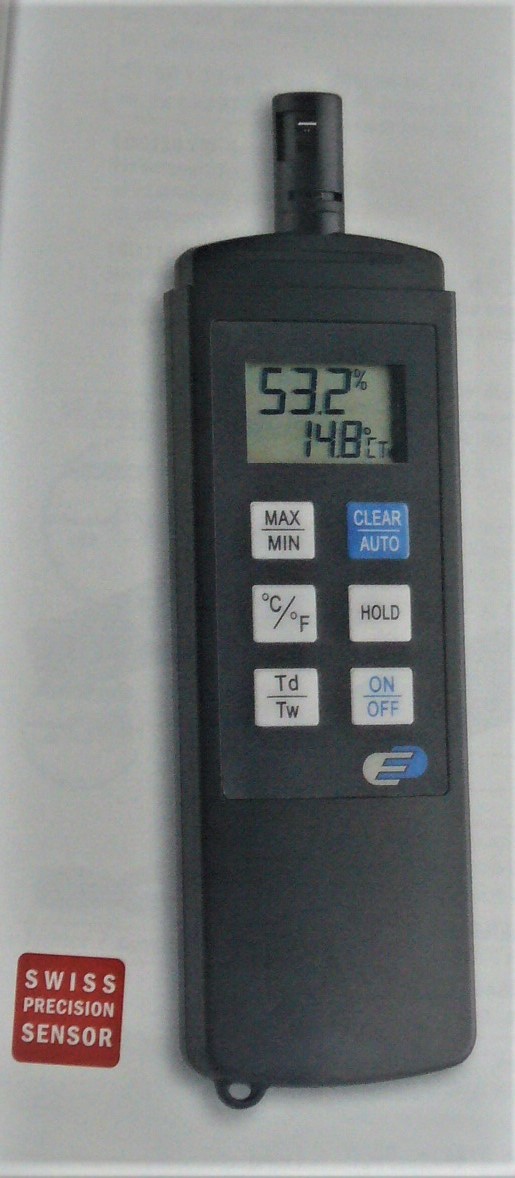 53.2%
14.8°C T
MAX
MIN
CLEAR
AUTO
°C/°F
HOLD
Td
Tw
ON
OFF
SWISS
PRECISION
SENSOR